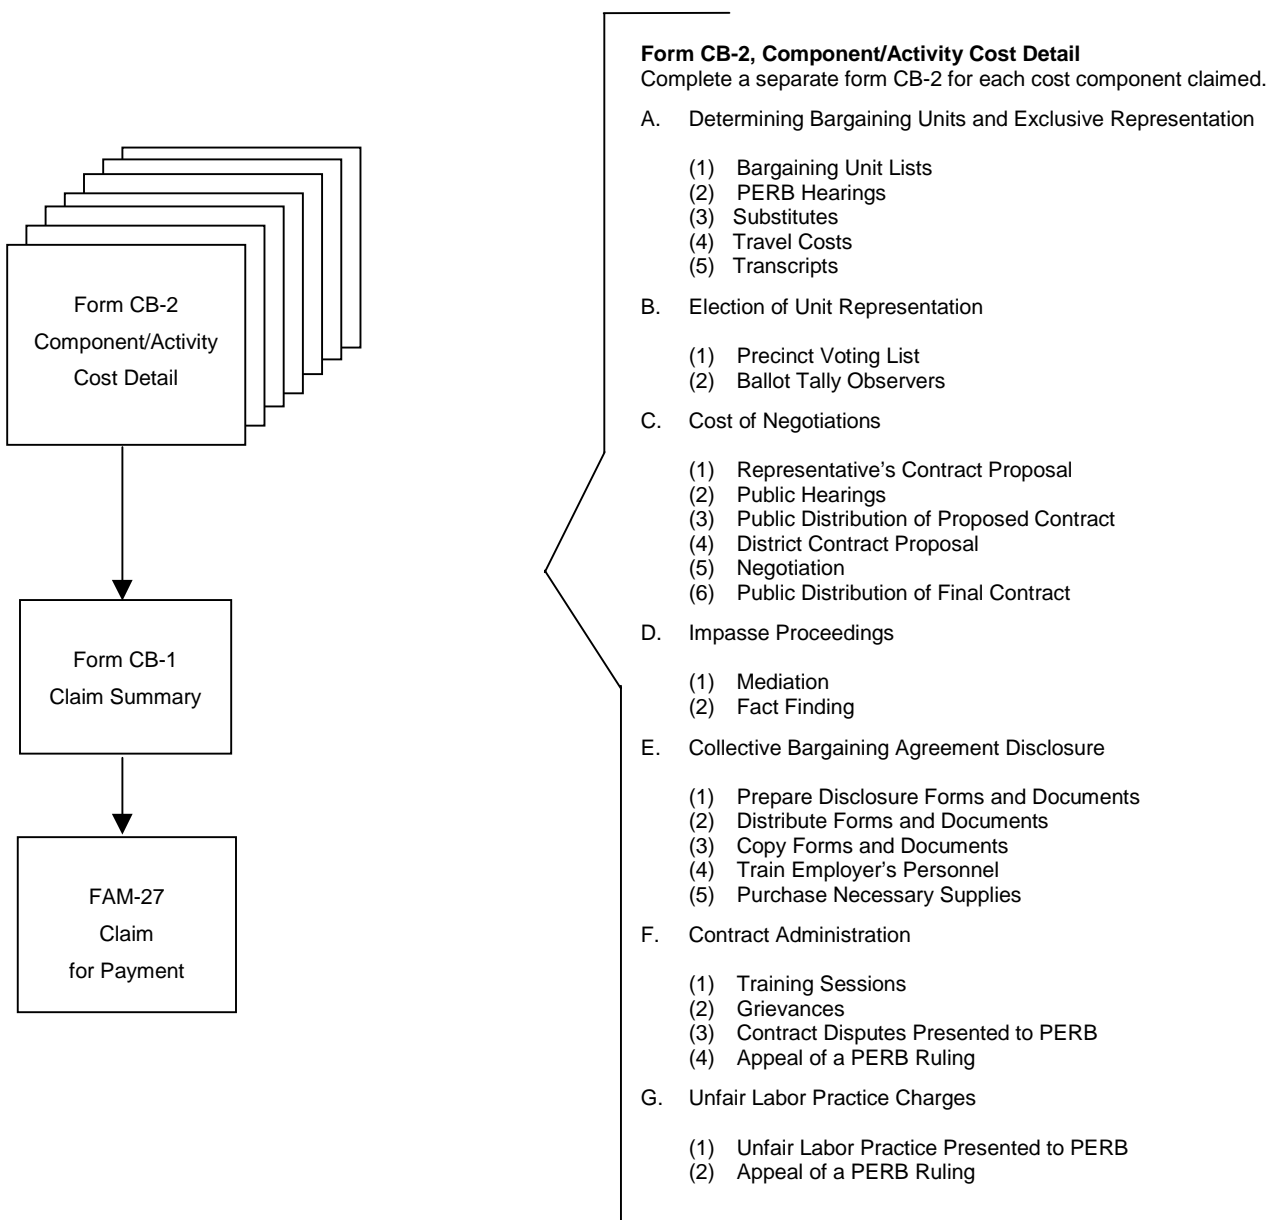 Form CB-2
Component/Activity
Cost Detail
Form CB-1
Claim Summary
FAM-27
Claim
for Payment
Form CB-2, Component/Activity Cost Detail
Complete a separate form CB-2 for each cost component claimed.
A. Determining Bargaining Units and Exclusive Representation
(1) Bargaining Unit Lists
(2) PERB Hearings
(3) Substitutes
(4) Travel Costs
(5) Transcripts
B. Election of Unit Representation
(1) Precinct Voting List
(2) Ballot Tally Observers
C. Cost of Negotiations
(1) Representative's Contract Proposal
(2) Public Hearings
(3) Public Distribution of Proposed Contract
(4) District Contract Proposal
(5) Negotiation
(6) Public Distribution of Final Contract
D. Impasse Proceedings
(1) Mediation
(2) Fact Finding
E. Collective Bargaining Agreement Disclosure
(1) Prepare Disclosure Forms and Documents
(2) Distribute Forms and Documents
(3) Copy Forms and Documents
(4) Train Employer's Personnel
(5) Purchase Necessary Supplies
F. Contract Administration
(1) Training Sessions
(2) Grievances
(3) Contract Disputes Presented to PERB
(4) Appeal of a PERB Ruling
G. Unfair Labor Practice Charges
(1) Unfair Labor Practice Presented to PERB
(2) Appeal of a PERB Ruling